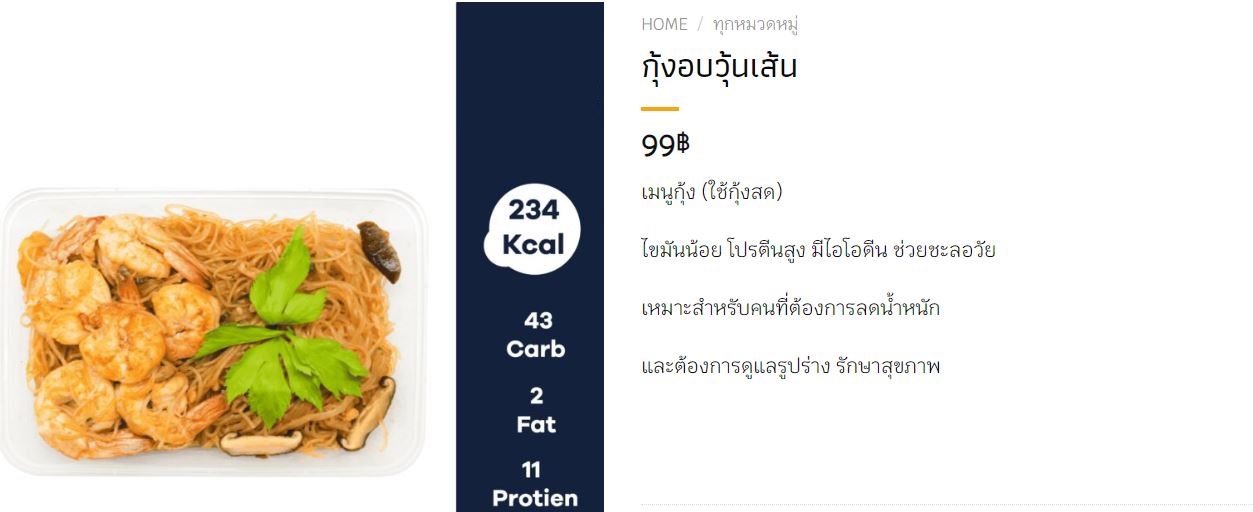 HOME / ทุกหมวดหมู่
กุ้งอบวุ้นเส้น
99฿
เมนูกุ้ง (ใช้กุ้งสด)
ไขมันน้อย โปรตีนสูง มีไอโอดีน ช่วยชะลอวัย
เหมาะสำหรับคนที่ต้องการลดน้ำหนัก
และต้องการดูแลรูปร่าง รักษาสุขภาพ
234
Kcal
43
Carb
2
Fat
11
Protien